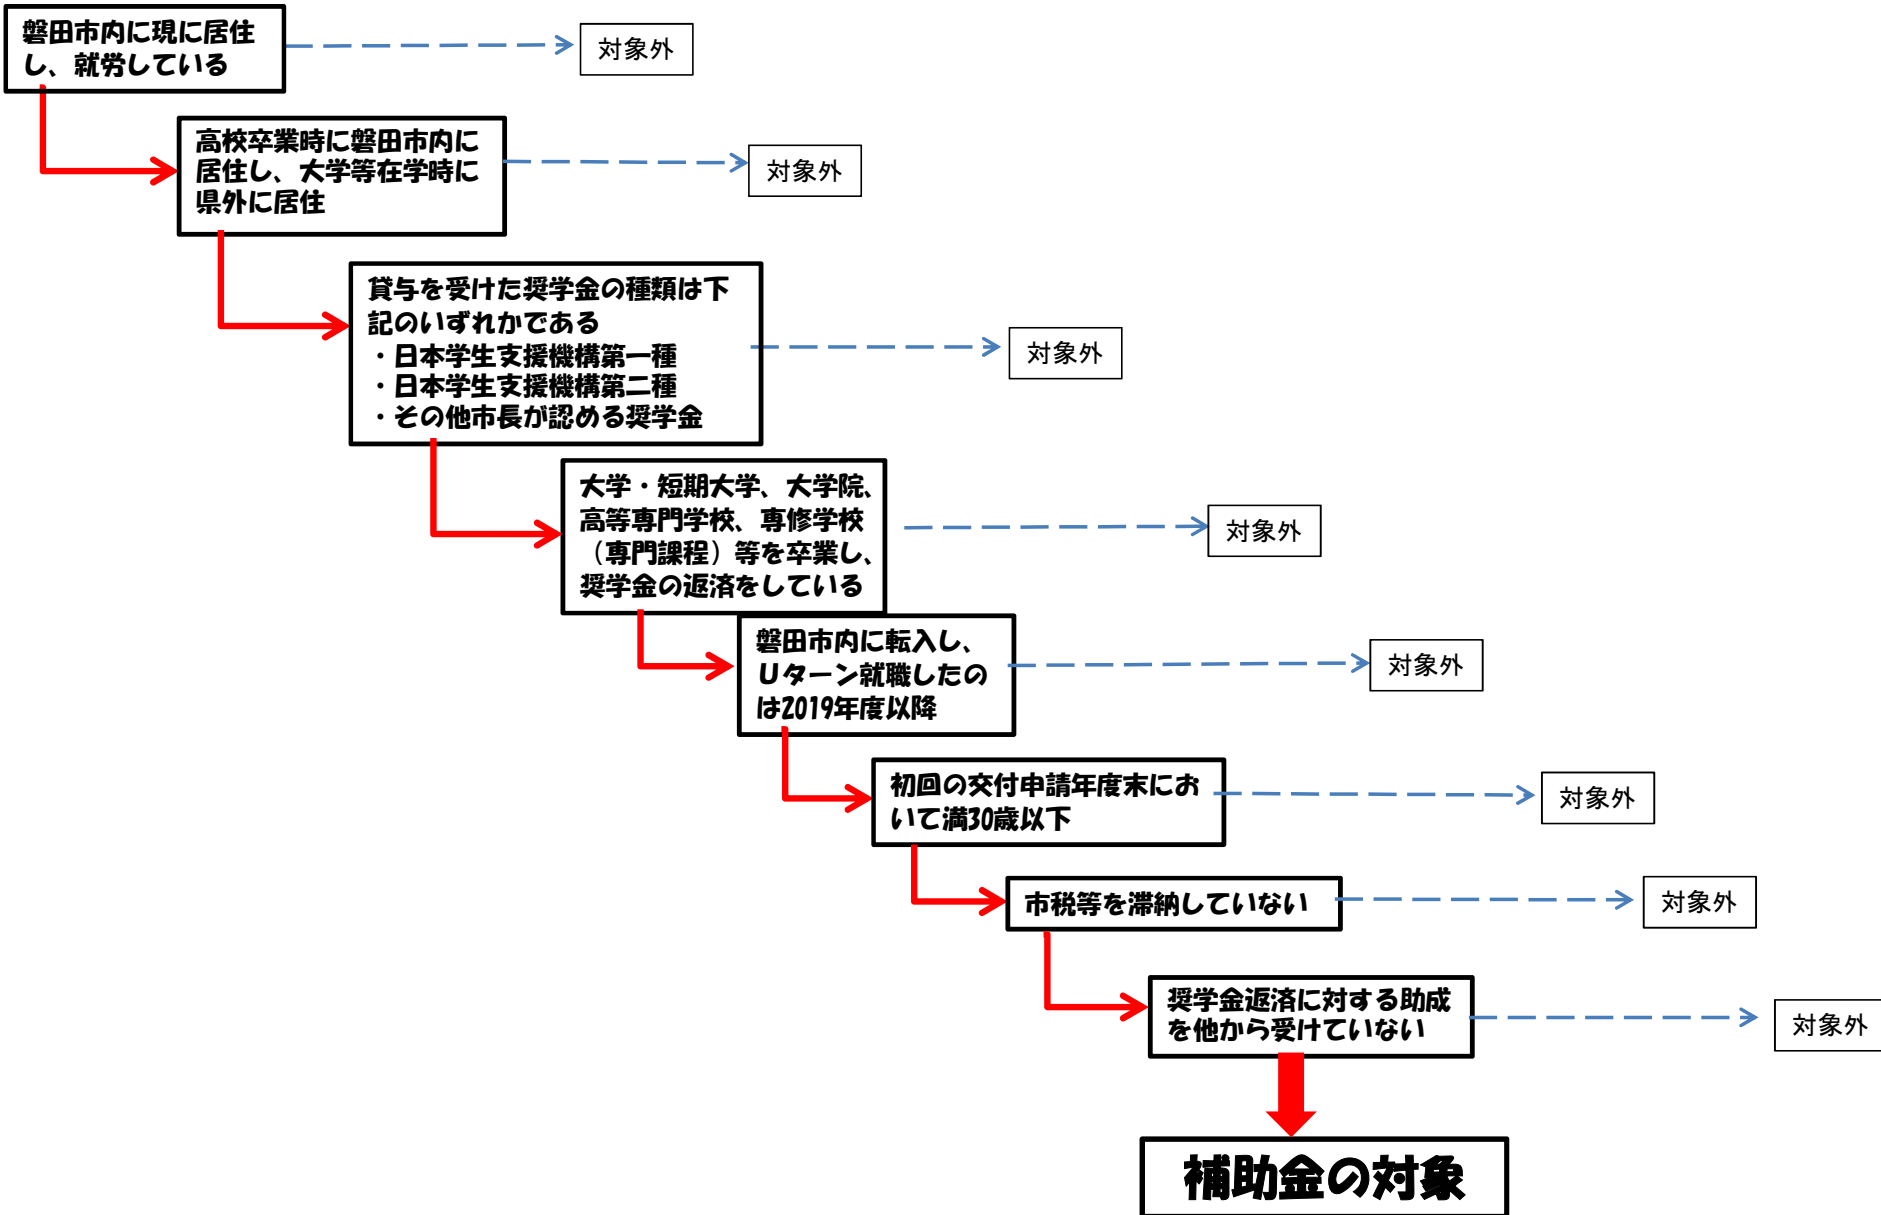 磐田市内に現に居住
し、就労している
対象外
高校卒業時に磐田市内に
居住し、大学等在学時に
県外に居住
対象外
貸与を受けた奨学金の種類は下
記のいずれかである
・日本学生支援機構第一種
・日本学生支援機構第二種
・その他市長が認める奨学金
対象外
大学・短期大学、大学院、
高等専門学校、専修学校
（専門課程）等を卒業し、
奨学金の返済をしている
対象外
磐田市内に転入し、
Uターン就職したの
は2019年度以降
対象外
初回の交付申請年度末にお
いて満30歳以下
対象外
市税等を滞納していない
対象外
奨学金返済に対する助成
を他から受けていない
対象外
補助金の対象